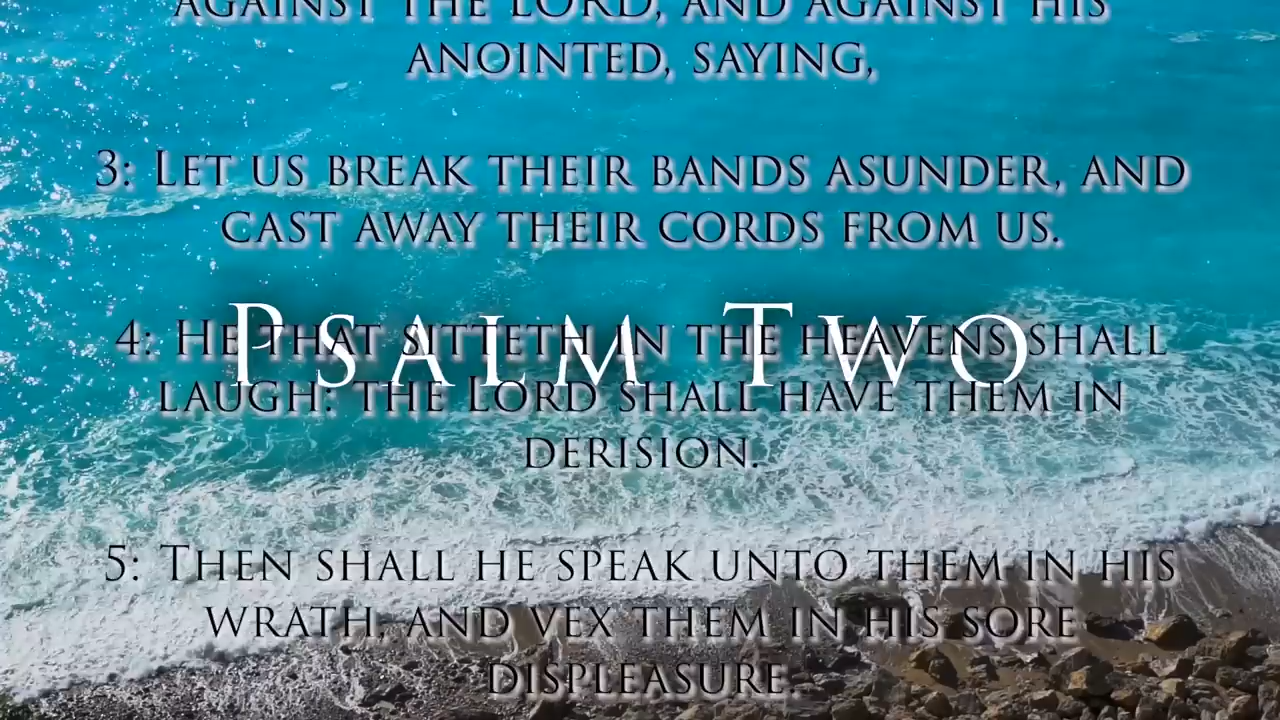 AGAINST THE LORD, AND AGAINST HIS
ANOINTED, SAYING,
3: LET US BREAK THEIR BANDS ASUNDER, AND
CAST AWAY THEIR CORDS FROM US.
PSALM TWO
4: HE THAT SITTETH IN THE HEAVENS SHALL
LAUGH: THE LORD SHALL HAVE THEM IN
DERISION.
5: THEN SHALL HE SPEAK UNTO THEM IN HIS
WRATH, AND VEX THEM IN HIS SORE
DISPLEASURE.